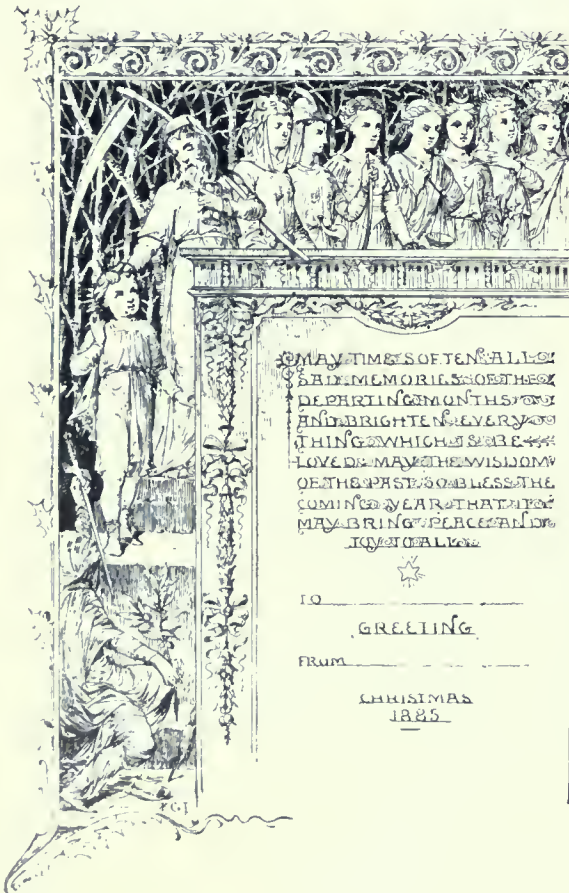 MAY TIME SOFTEN ALL
SAD MEMORIES OF THE
DEPARTING MONTHS
AND BRIGHTEN EVERY
THING WHICH IS BE
LOVED. MAY THE WISDOM
OF THE PAST SO BLESS THE
COMING YEAR THAT IT
MAY BRING PEACE AND
JOY TO ALL
TO
GREETING
FROM
CHRISTMAS
1885